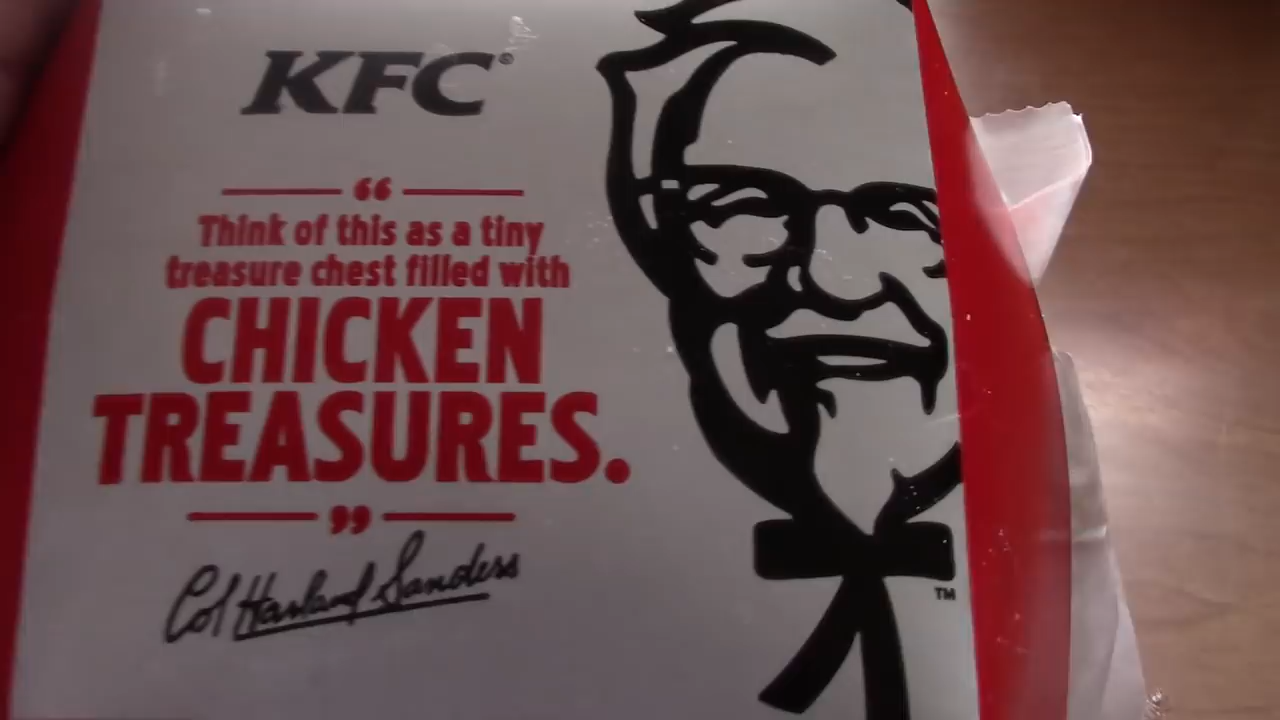 KFC®
“
Think of this as a tiny
treasure chest filled with
CHICKEN
TREASURES.
”
Col Harland Sanders
TM